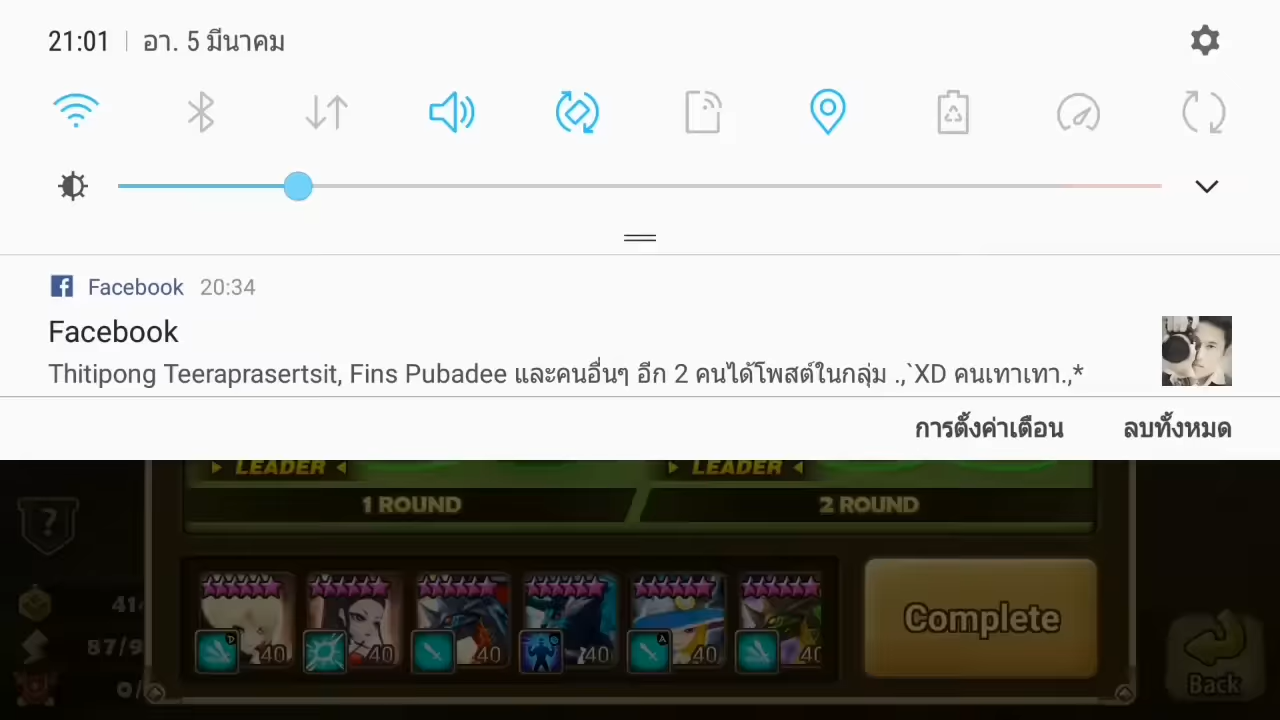 21:01 | อา. 5 มีนาคม
Facebook 20:34
Facebook
Thitipong Teeraprasertsit, Fins Pubadee และคนอื่นๆ อีก 2 คนได้โพสต์ในกลุ่ม .,`XD คนเทาเทา.,*
การตั้งค่าเตือน ลบทั้งหมด
LEADER LEADER
1 ROUND 2 ROUND
?
D A
40 40 40 40 40 40
Complete
87/9
0/
Back